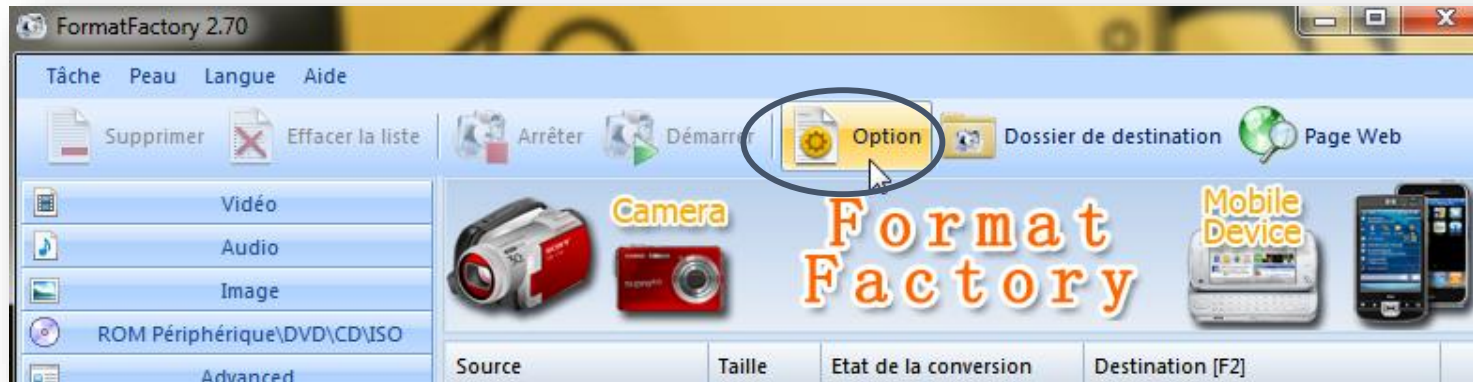 FormatFactory 2.70
Tâche Peau Langue Aide
Supprimer Effacer la liste Arrêter Démarrer Option Dossier de destination Page Web
Vidéo
Audio
Image
ROM Périphérique\DVD\CD\ISO
Advanced
Camera
Format
Factory
Mobile
Device
Source Taille Etat de la conversion Destination [F2]